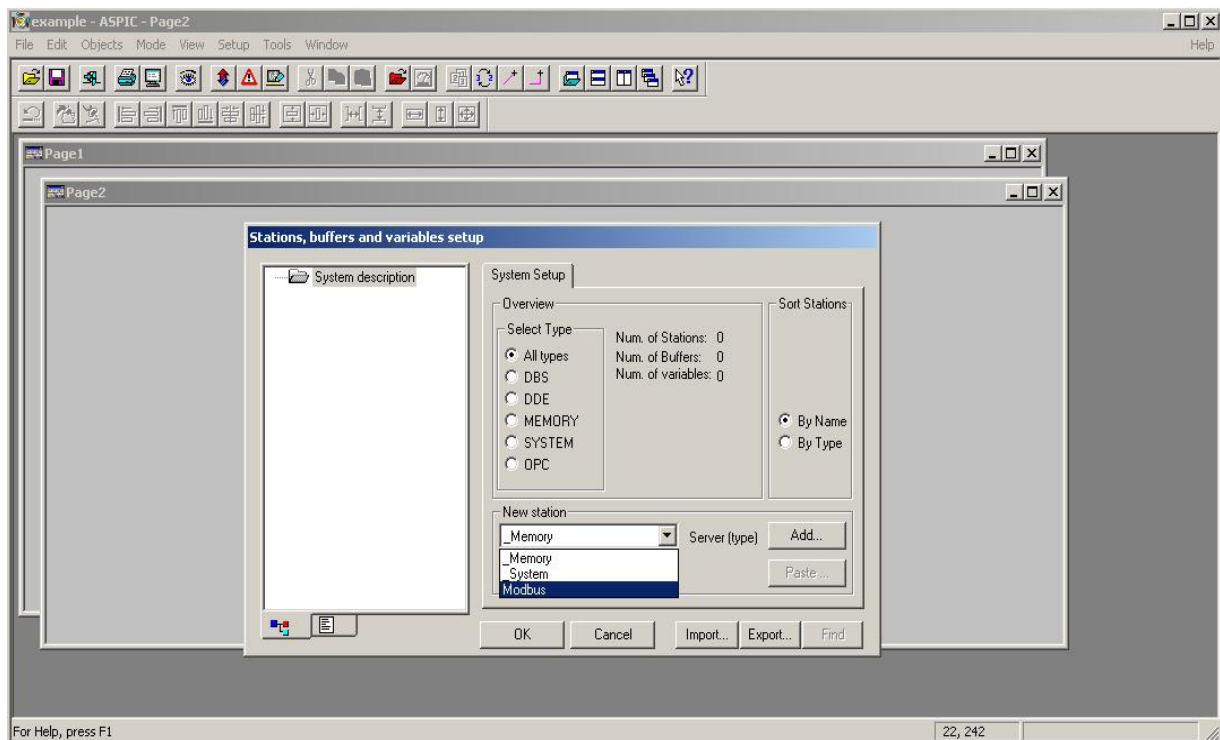 example - ASPIC - Page2
File Edit Objects Mode View Setup Tools Window Help
Page1
Page2
Stations, buffers and variables setup
System description
System Setup
Overview
Sort Stations
Select Type
All types
DBS
DDE
MEMORY
SYSTEM
OPC
Num. of Stations: 0
Num. of Buffers: 0
Num. of variables: 0
By Name
By Type
New station
_Memory
Server (type)
Add...
_Memory
_System
Modbus
Paste ...
OK Cancel Import... Export... Find
For Help, press F1
22, 242